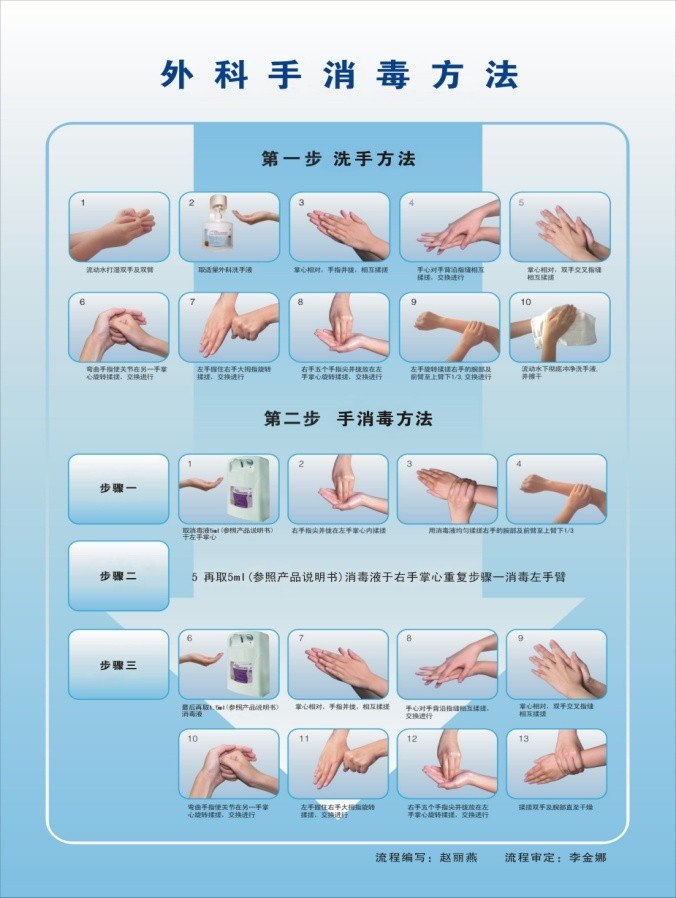 外科手消毒方法
第一步 洗手方法
1
流动水打湿双手及双臂
2
取适量外科洗手液
3
掌心相对，手指并拢，相互揉搓
4
手心对手背沿指缝相互
揉搓，交换进行
5
掌心相对，双手交叉指缝
相互揉搓
6
弯曲手指使关节在另一手掌
心旋转揉搓，交换进行
7
左手握住右手大拇指旋转
揉搓，交换进行
8
右手五个手指尖并拢放在左
手掌心旋转揉搓，交换进行
9
左手旋转揉搓右手的腕部及
前臂至上臂下1/3，交换进行
10
流动水下彻底冲净洗手液，
并擦干
第二步 手消毒方法
步骤一
1
取消毒液5ml(参照产品说明书)
于左手掌心
2
右手指尖并拢在左手掌心内揉搓
3
4
用消毒液均匀揉搓右手的腕部及前臂至上臂下1/3
步骤二
5 再取5ml(参照产品说明书)消毒液于右手掌心重复步骤一消毒左手臂
步骤三
6
最后再取1.5ml(参照产品说明书)
消毒液
7
掌心相对，手指并拢，相互揉搓
8
手心对手背沿指缝相互揉搓，
交换进行
9
掌心相对，双手交叉指缝
相互揉搓
10
弯曲手指使关节在另一手掌
心旋转揉搓，交换进行
11
左手握住右手大拇指旋转
揉搓，交换进行
12
右手五个手指尖并拢放在左
手掌心旋转揉搓，交换进行
13
揉搓双手及腕部直至干燥
流程编写：赵丽燕 流程审定：李金娜